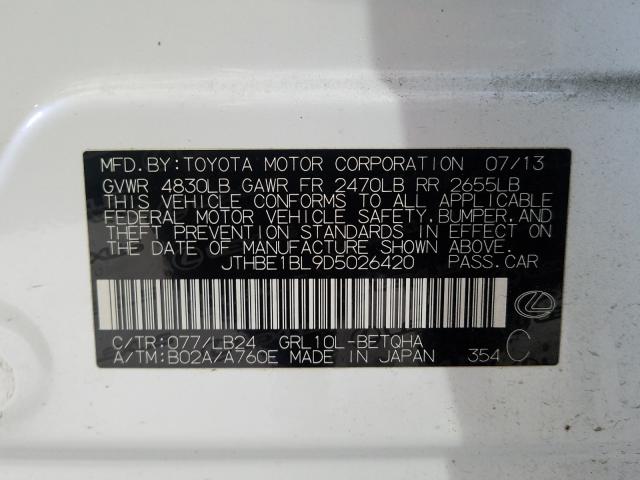 MFD. BY: TOYOTA MOTOR CORPORATION 07/13
GVWR 4830LB GAWR FR 2470LB RR 2655LB
THIS VEHICLE CONFORMS TO ALL APPLICABLE
FEDERAL MOTOR VEHICLE SAFETY, BUMPER, AND
THEFT PREVENTION STANDARDS IN EFFECT ON
THE DATE OF MANUFACTURE SHOWN ABOVE.
JTHBE1BL9D5026420 PASS. CAR
C/TR: 077/LB24 GRL10L-BETQHA
A/TM: B02A/A760E MADE IN JAPAN 354 C